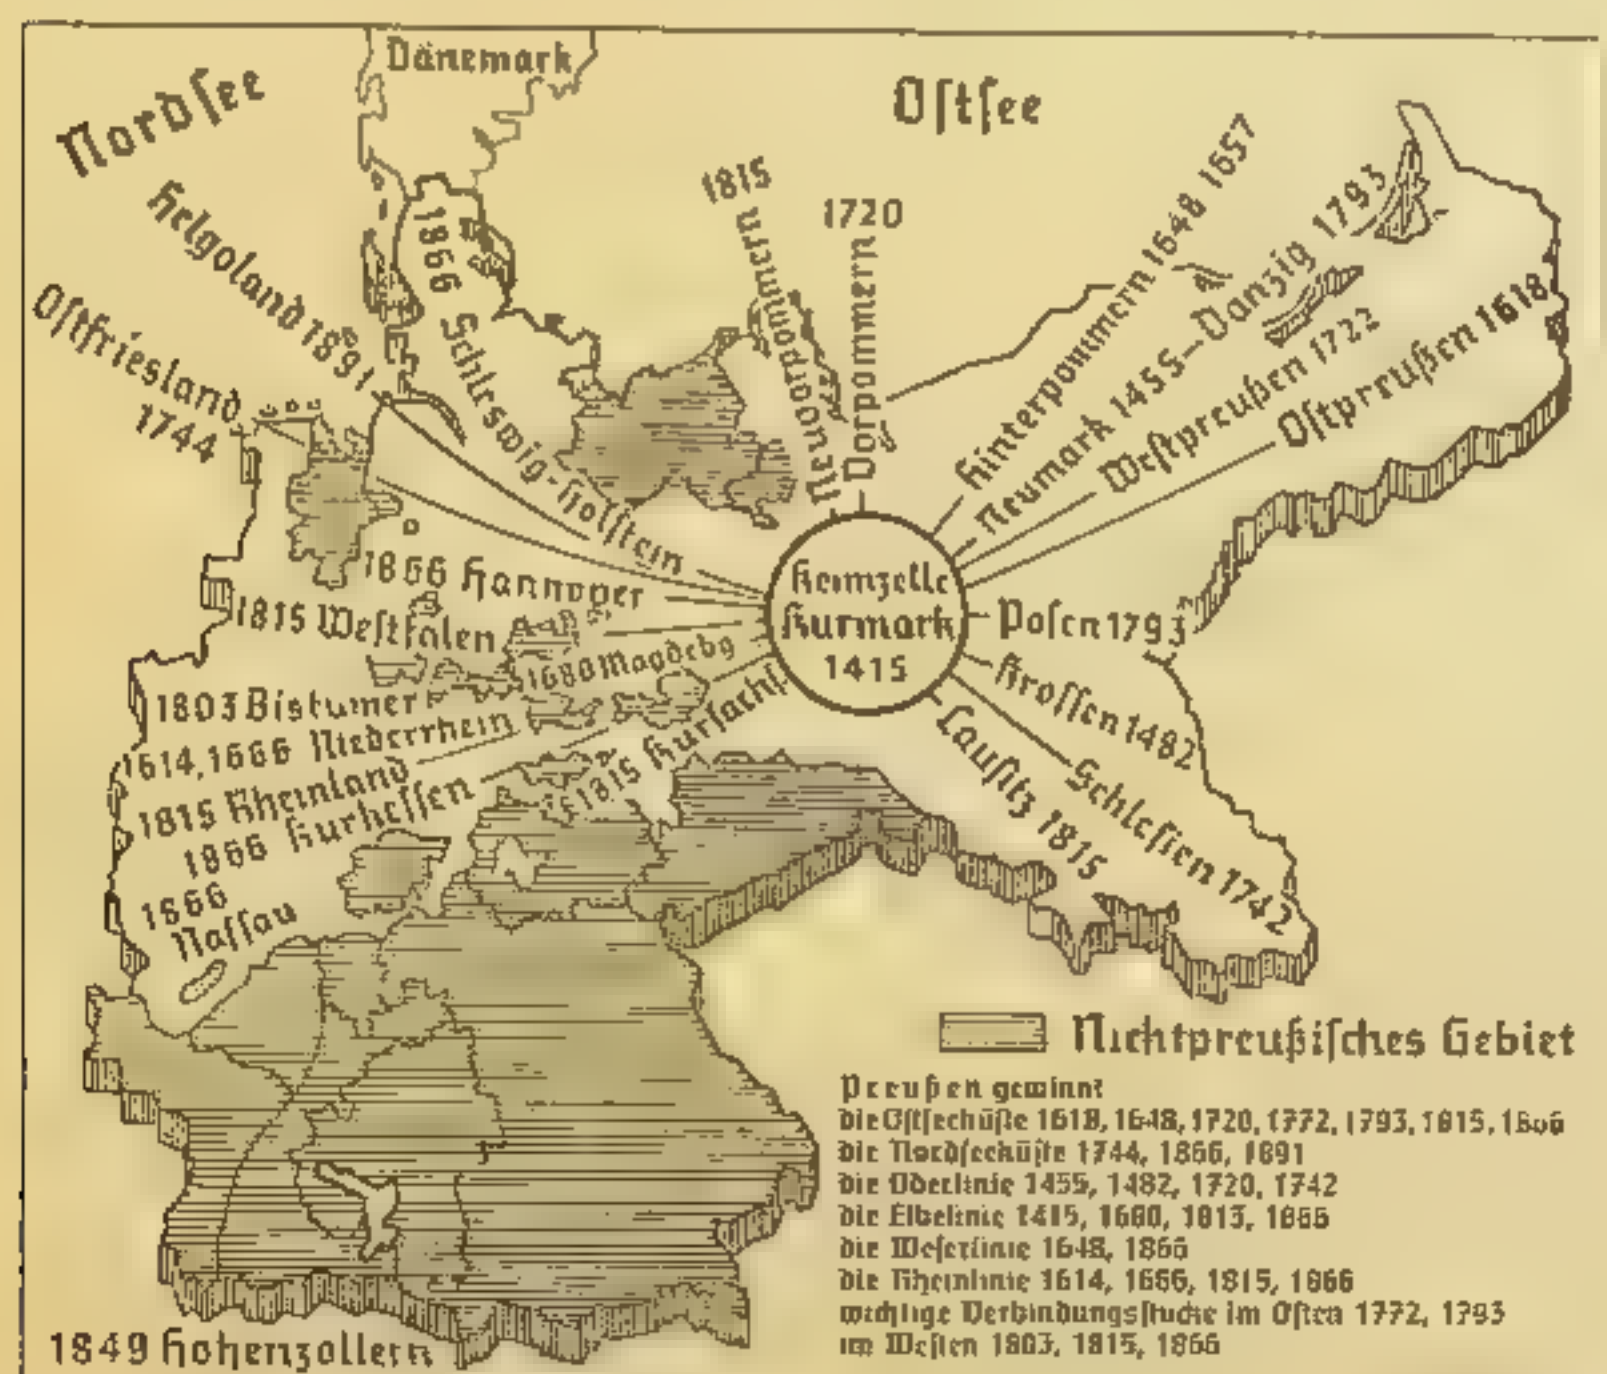 Dänemark
Nordsee
Ostsee
Helgoland 1891
Ostfriesland
1744
1866 Schleswig-Holstein
1815
Neuvorpommern
1720
Vorpommern
Hinterpommern 1648 1657
Neumark 1455-Danzig 1793
Westpreußen 1722
Ostpreußen 1618
Keimzelle
Kurmark
1415
1866 Hannover
1815 Westfalen
1680 Magdebg
1803 Bistümer
1614, 1666 Niederrhein
1815 Rheinland
1866 Kurhessen
1815 Kursachs.
1866
Nassau
Posen 1793
Krossen 1482
Schlesien 1742
Lausitz 1815
Nichtpreußisches Gebiet
Preußen gewinnt
die Ostseeküste 1618, 1648, 1720, 1772, 1793, 1815, 1866
die Nordseeküste 1744, 1866, 1891
die Oderlinie 1455, 1482, 1720, 1742
die Elbelinie 1415, 1680, 1815, 1866
die Weserlinie 1648, 1866
die Rheinlinie 1614, 1666, 1815, 1866
wichtige Verbindungsstücke im Osten 1772, 1793
im Westen 1803, 1815, 1866
1849 Hohenzollern